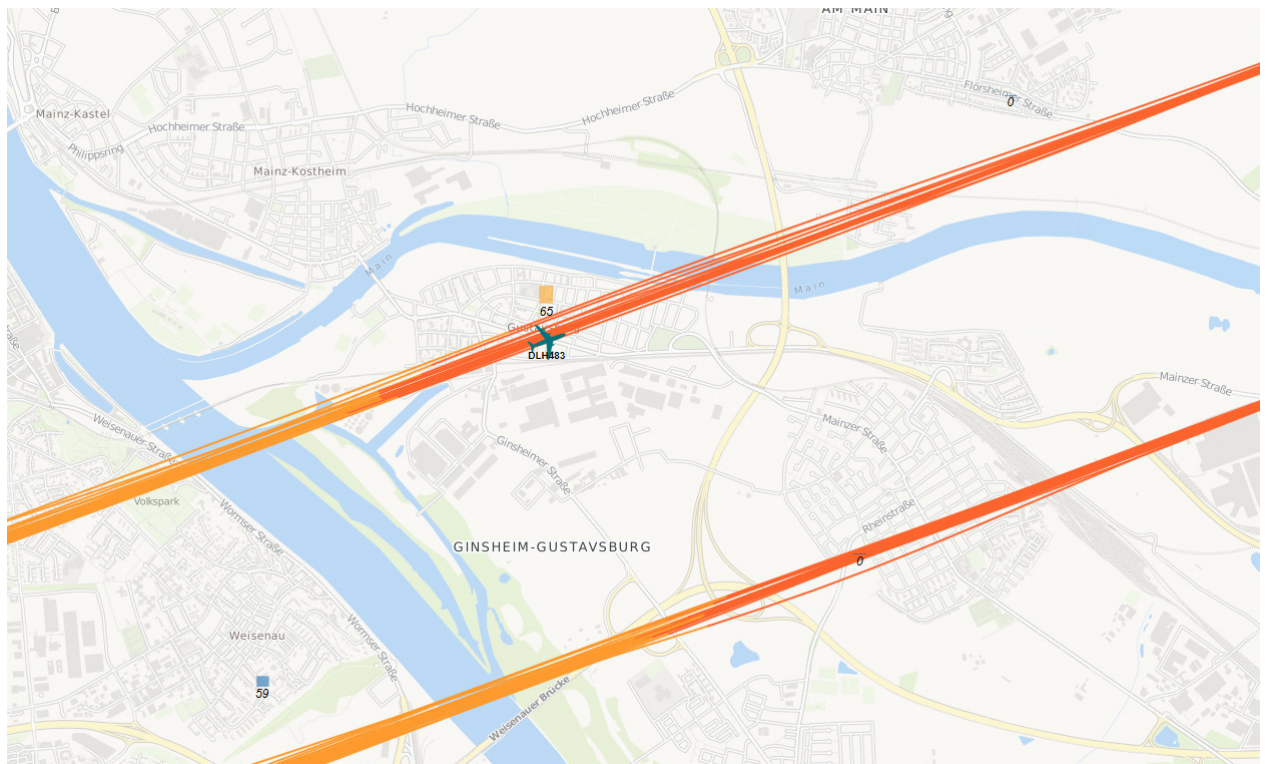 AM MAIN
Mainz-Kastel
Flörsheimer Straße
0
Hochheimer Straße
Hochheimer Straße
Hochheimer Straße
Philippsring
Mainz-Kostheim
Main
Main
65
DLH483
Mainzer Straße
Weisenauer Straße
Mainzer Straße
Ginsheimer Straße
Volkspark
Wormser Straße
Rheinstraße
GINSHEIM-GUSTAVSBURG
0
Weisenau
Wormser Straße
59
Weisenauer Brücke